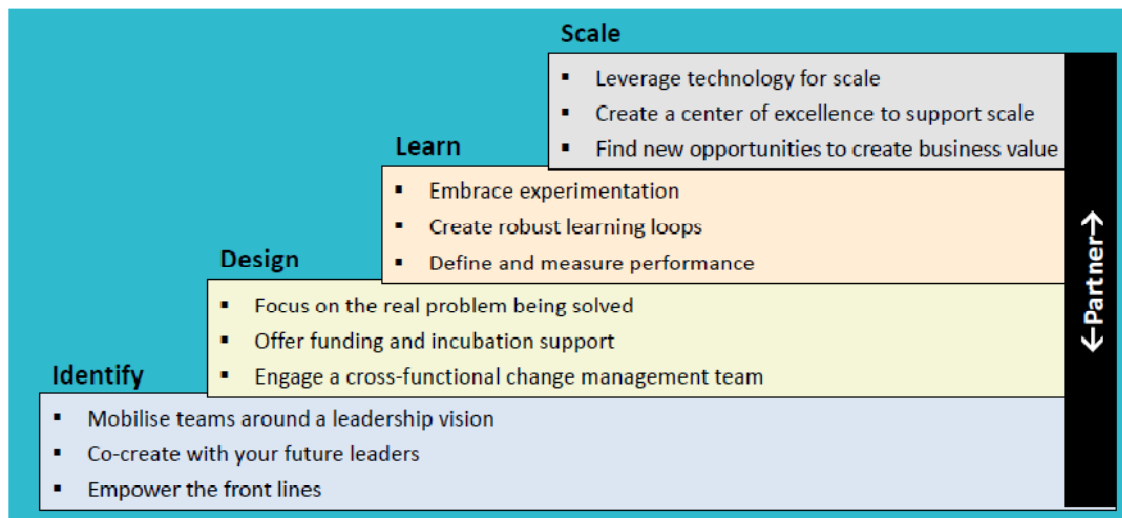 Scale
▪ Leverage technology for scale
▪ Create a center of excellence to support scale
▪ Find new opportunities to create business value
Learn
▪ Embrace experimentation
▪ Create robust learning loops
▪ Define and measure performance
Design
▪ Focus on the real problem being solved
▪ Offer funding and incubation support
▪ Engage a cross-functional change management team
Identify
▪ Mobilise teams around a leadership vision
▪ Co-create with your future leaders
▪ Empower the front lines
←Partner→